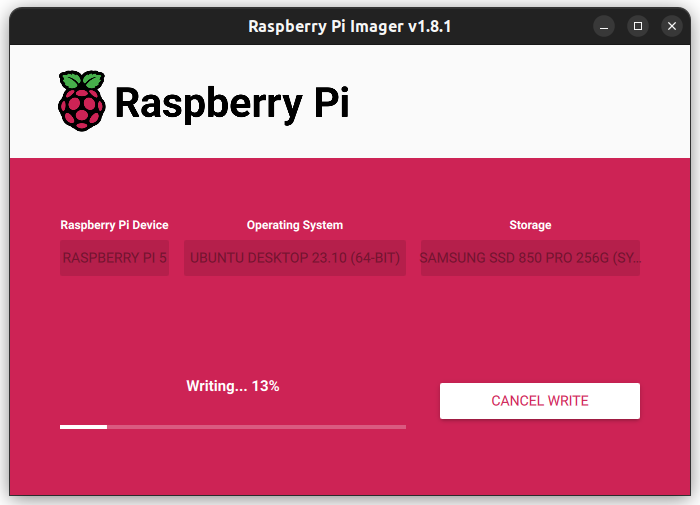 Raspberry Pi Imager v1.8.1
Raspberry Pi
Raspberry Pi Device
Operating System
Storage
RASPBERRY PI 5
UBUNTU DESKTOP 23.10 (64-BIT)
SAMSUNG SSD 850 PRO 256G (SY...
Writing... 13%
CANCEL WRITE